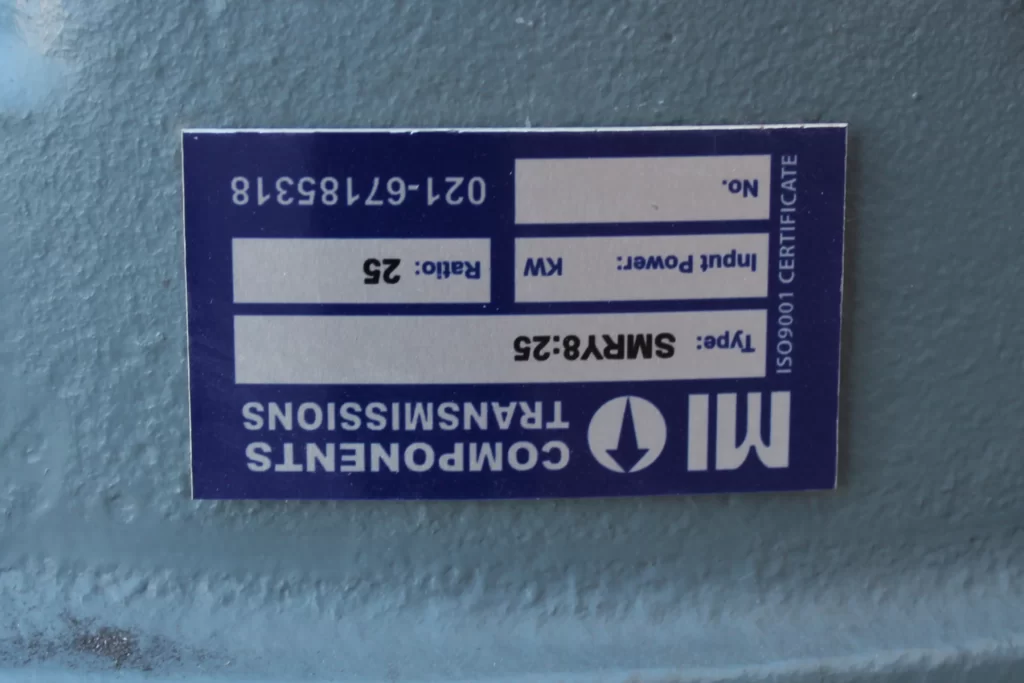 MI COMPONENTS
TRANSMISSIONS
Type: SMRY8:25
Input Power: KW
Ratio: 25
No.
021-67185318
ISO9001 CERTIFICATE